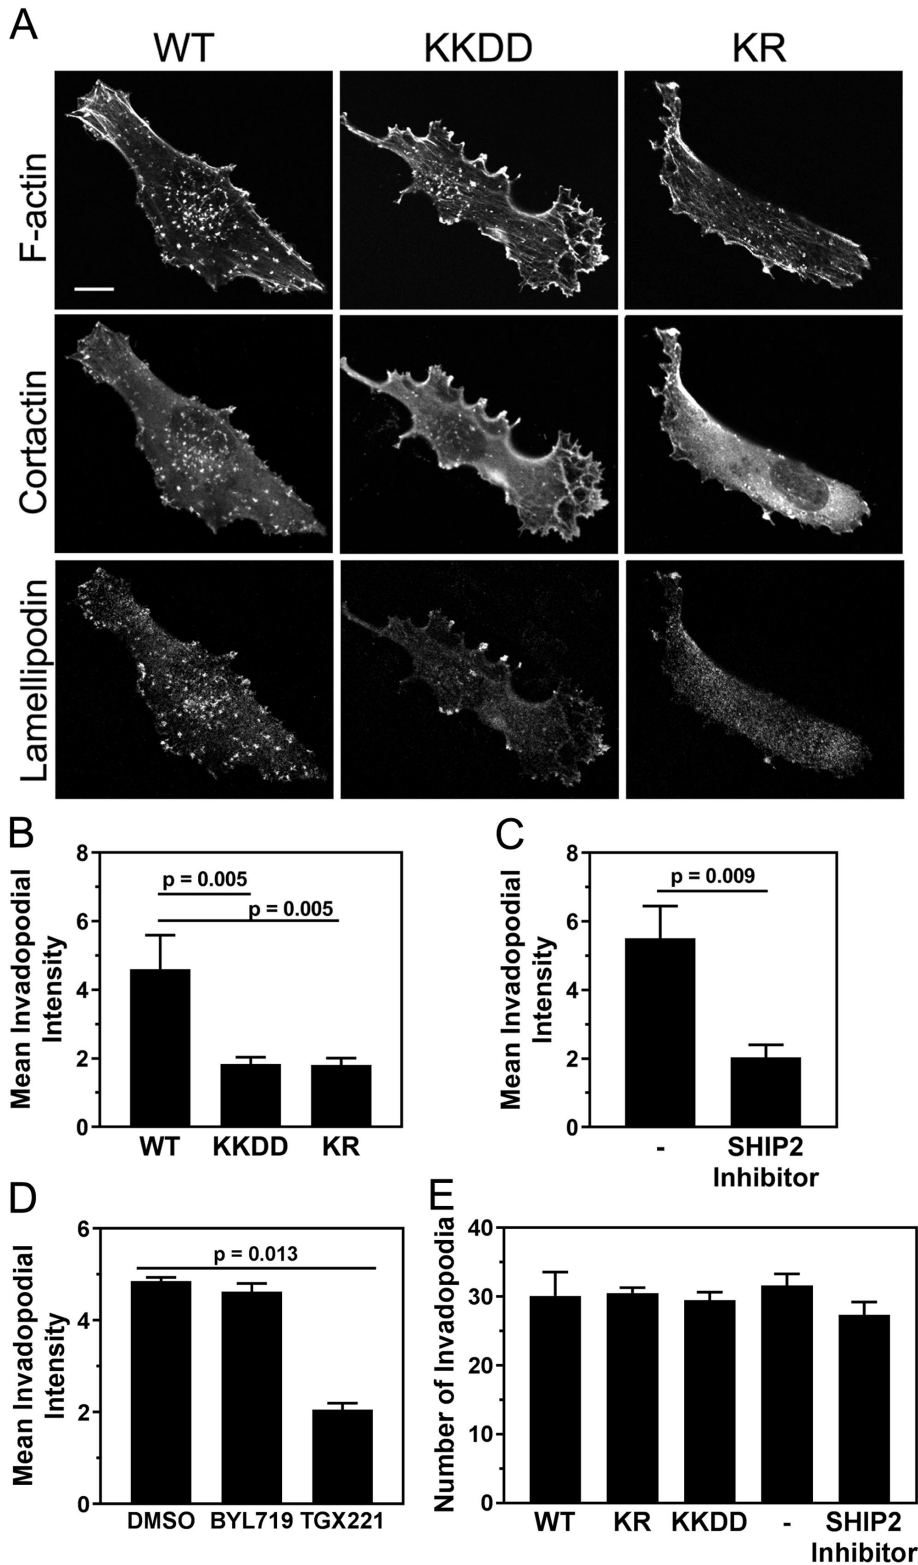 A
WT KKDD KR
F-actin
Cortactin
Lamellipodin
B
Mean Invadopodial
Intensity
8
6
4
2
0
p = 0.005
p = 0.005
WT KKDD KR
C
Mean Invadopodial
Intensity
8
6
4
2
0
p = 0.009
- SHIP2
Inhibitor
D
Mean Invadopodial
Intensity
6
4
2
0
p = 0.013
DMSO BYL719 TGX221
E
Number of Invadopodia
40
30
20
10
0
WT KR KKDD - SHIP2
Inhibitor